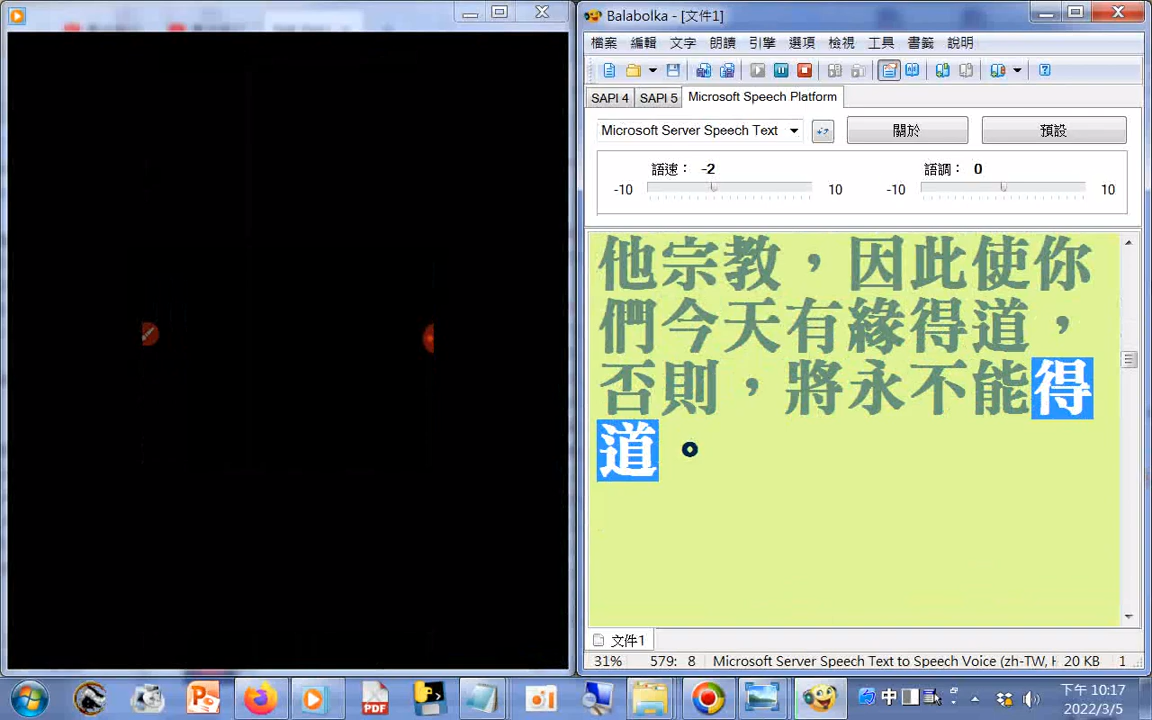 Balabolka - [文件1]
檔案 編輯 文字 朗讀 引擎 選項 檢視 工具 書籤 說明
SAPI 4 SAPI 5 Microsoft Speech Platform
Microsoft Server Speech Text 關於 預設
語速： -2 語調： 0
-10 10 -10 10
他宗教，因此使你
們今天有緣得道，
否則，將永不能得
道。
文件1
31% 579: 8 Microsoft Server Speech Text to Speech Voice (zh-TW, H 20 KB 1
PDF 中 下午 10:17
2022/3/5